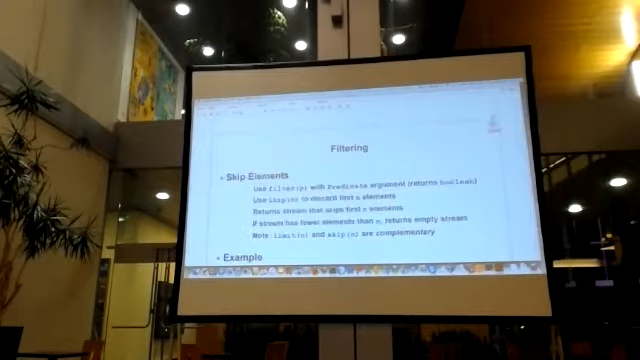 Filtering
• Skip Elements
Use filter(p) with Predicate argument (returns boolean)
Use skip(n) to discard first n elements
Returns stream that skips first n elements
If stream has fewer elements than n, returns empty stream
Note: limit(n) and skip(n) are complementary
• Example